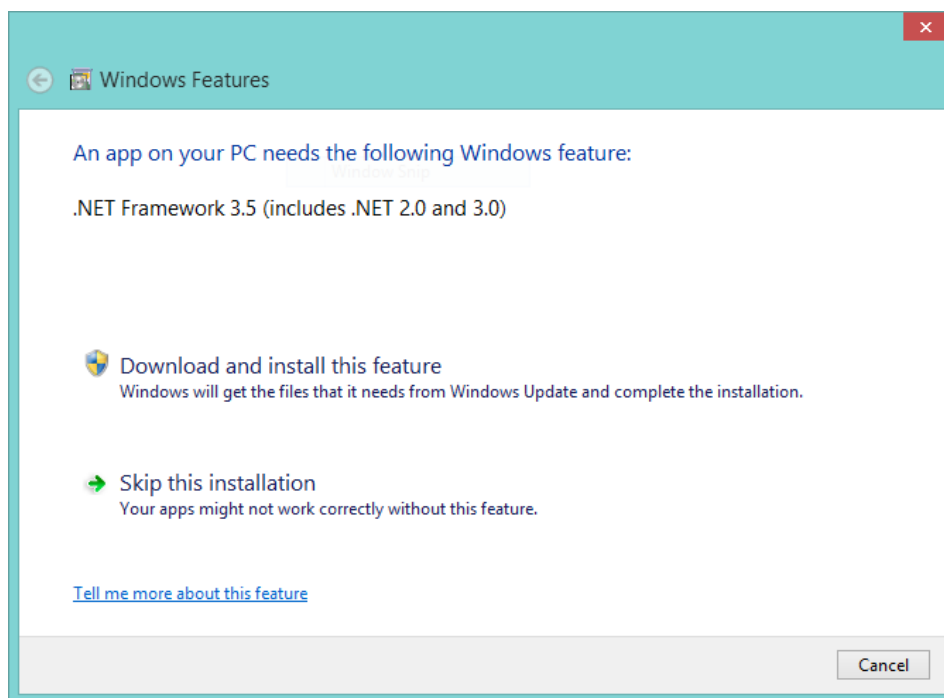 Windows Features
An app on your PC needs the following Windows feature:
Window Snip
.NET Framework 3.5 (includes .NET 2.0 and 3.0)
Download and install this feature
Windows will get the files that it needs from Windows Update and complete the installation.
Skip this installation
Your apps might not work correctly without this feature.
Tell me more about this feature
Cancel